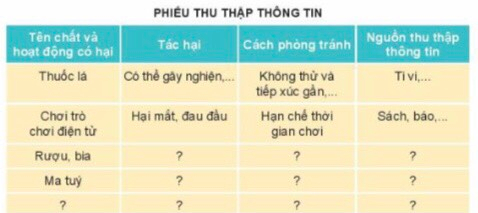 PHIẾU THU THẬP THÔNG TIN
Tên chất và hoạt động có hại | Tác hại | Cách phòng tránh | Nguồn thu thập thông tin
Thuốc lá | Có thể gây nghiện,... | Không thử và tiếp xúc gần,... | Ti vi,...
Chơi trò chơi điện tử | Hại mắt, đau đầu | Hạn chế thời gian chơi | Sách, báo,...
Rượu, bia | ? | ? | ?
Ma tuý | ? | ? | ?
? | ? | ? | ?